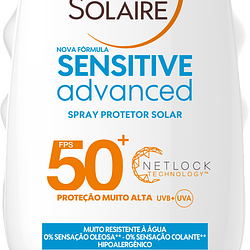 SOLAIRE
NOVA FÓRMULA
SENSITIVE
advanced
SPRAY PROTETOR SOLAR
FPS
50+
NETLOCK
TECHNOLOGY™
PROTEÇÃO MUITO ALTA UVB+UVA
MUITO RESISTENTE À ÁGUA
0% SENSAÇÃO OLEOSA** - 0% SENSAÇÃO COLANTE**
HIPOALERGÉNICO